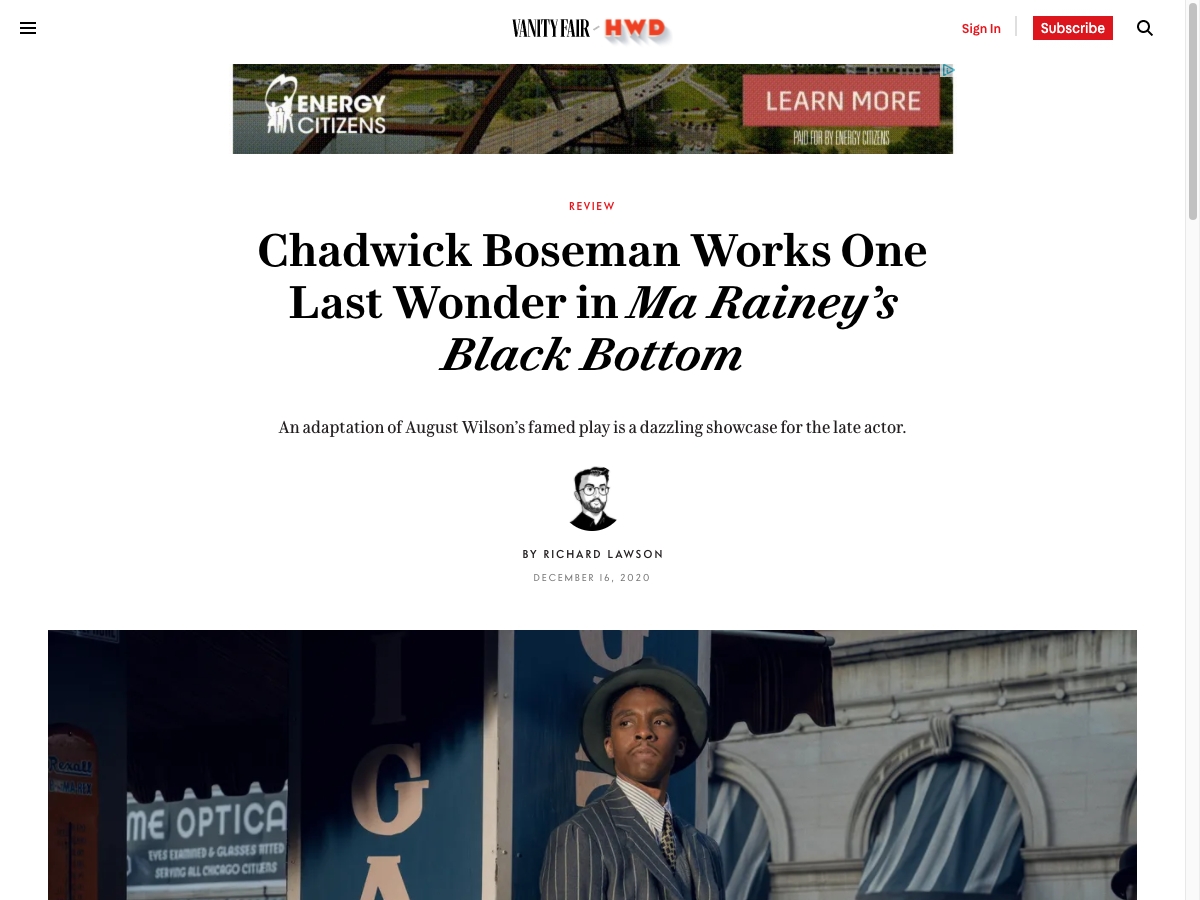 VANITY FAIR HWD
Sign In
Subscribe
ENERGY
CITIZENS
LEARN MORE
PAID FOR BY ENERGY CITIZENS
REVIEW
Chadwick Boseman Works One
Last Wonder in Ma Rainey’s
Black Bottom
An adaptation of August Wilson’s famed play is a dazzling showcase for the late actor.
BY RICHARD LAWSON
DECEMBER 16, 2020
I
G
A
G
Rexall
ME OPTICA
EYES EXAMINED & GLASSES FITTED
SERVING ALL CHICAGO CITIZENS